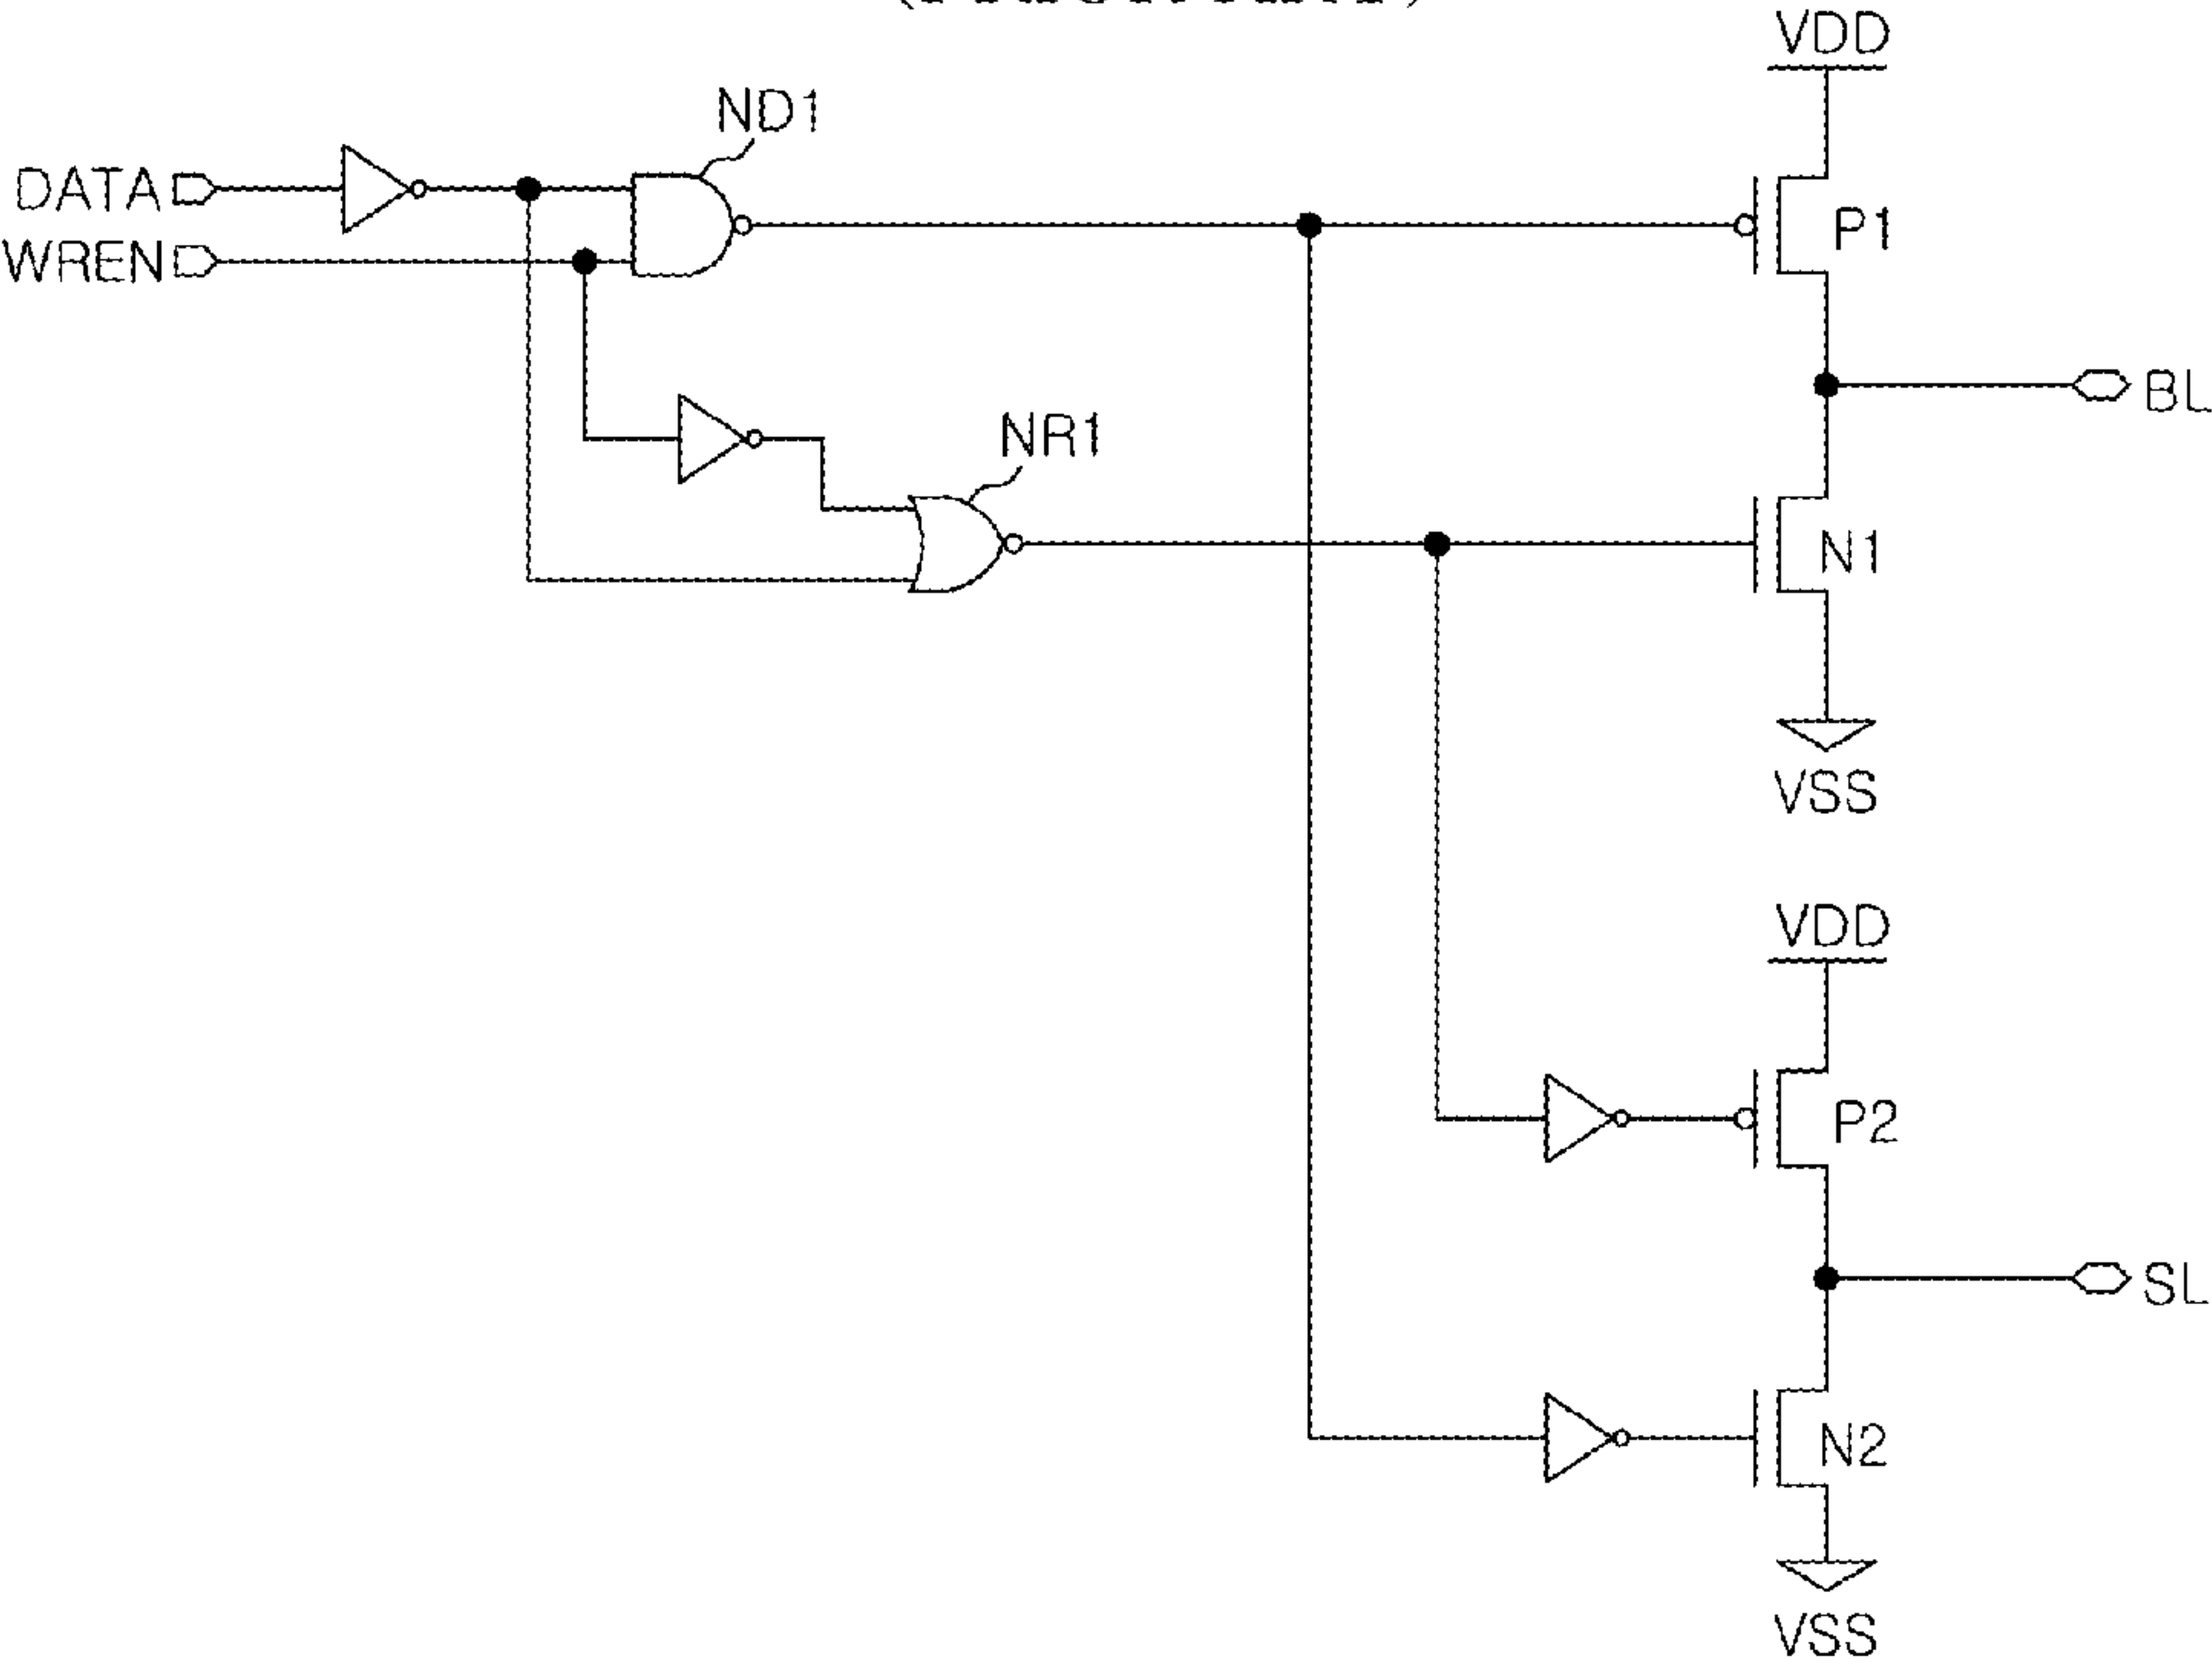 VDD
ND1
DATA
WREN
P1
BL
NR1
N1
VSS
VDD
P2
SL
N2
VSS